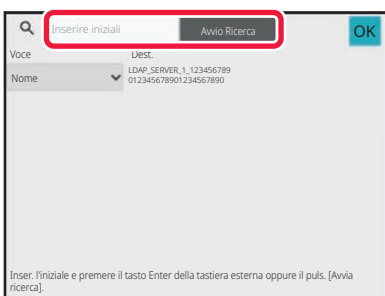 Inserire iniziali Avvio Ricerca OK
Voce Dest.
Nome LDAP_SERVER_1_123456789
012345678901234567890
Inser. l'iniziale e premere il tasto Enter della tastiera esterna oppure il puls. [Avvia
ricerca].